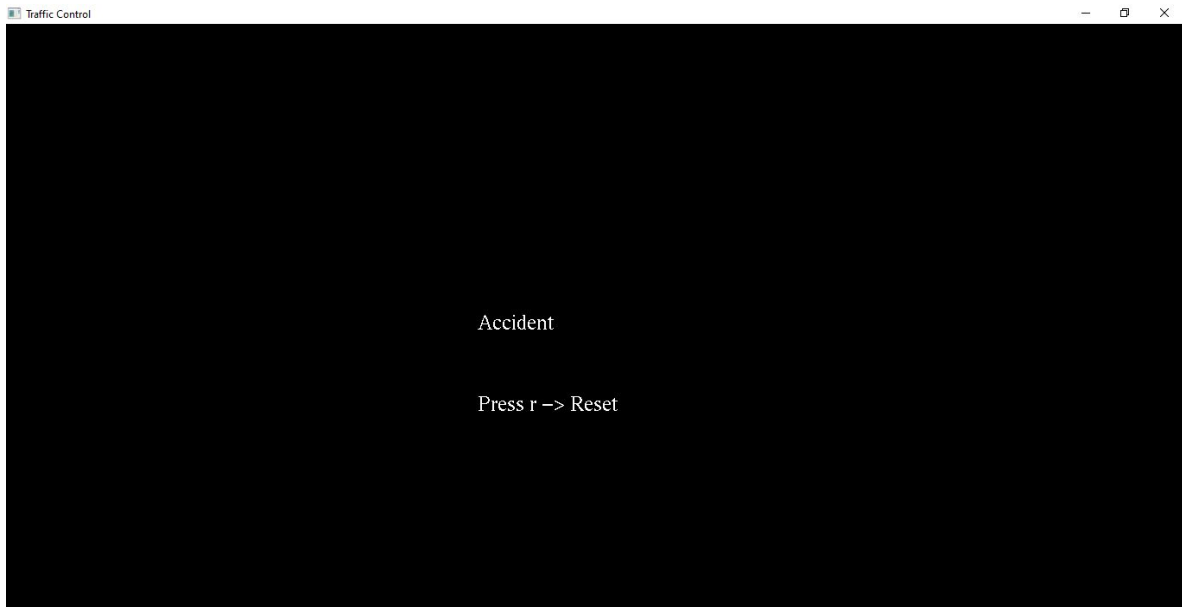 Traffic Control
Accident
Press r –> Reset